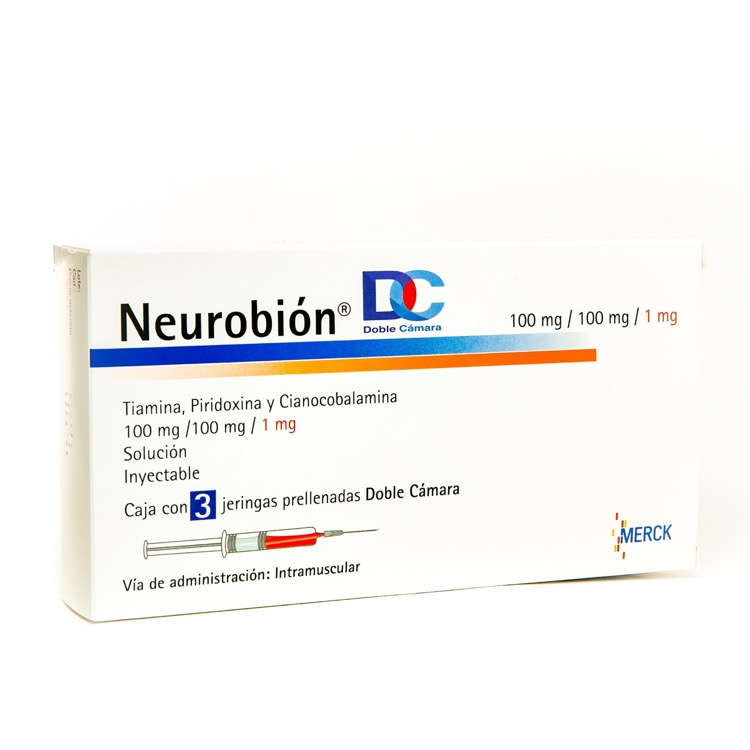 Neurobión®
DC
Doble Cámara
100 mg / 100 mg / 1 mg
Tiamina, Piridoxina y Cianocobalamina
100 mg /100 mg / 1 mg
Solución
Inyectable
Caja con 3 jeringas prellenadas Doble Cámara
Vía de administración: Intramuscular
MERCK
Lote: